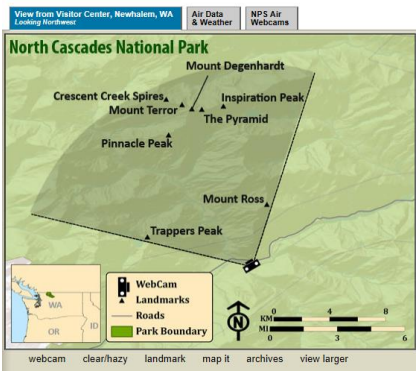 View from Visitor Center, Newhalem, WA
Looking Northwest
Air Data
& Weather
NPS Air
Webcams
North Cascades National Park
Mount Degenhardt
Crescent Creek Spires
Inspiration Peak
Mount Terror
The Pyramid
Pinnacle Peak
Mount Ross
Trappers Peak
WA
OR
ID
WebCam
Landmarks
Roads
Park Boundary
N
0 4 8
KM
MI
0 3 6
webcam clear/hazy landmark map it archives view larger